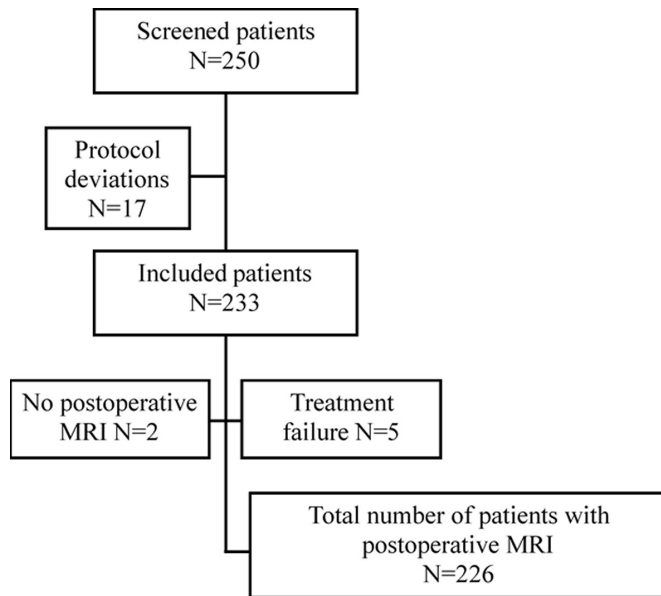 Screened patients
N=250
Protocol
deviations
N=17
Included patients
N=233
No postoperative
MRI N=2
Treatment
failure N=5
Total number of patients with
postoperative MRI
N=226